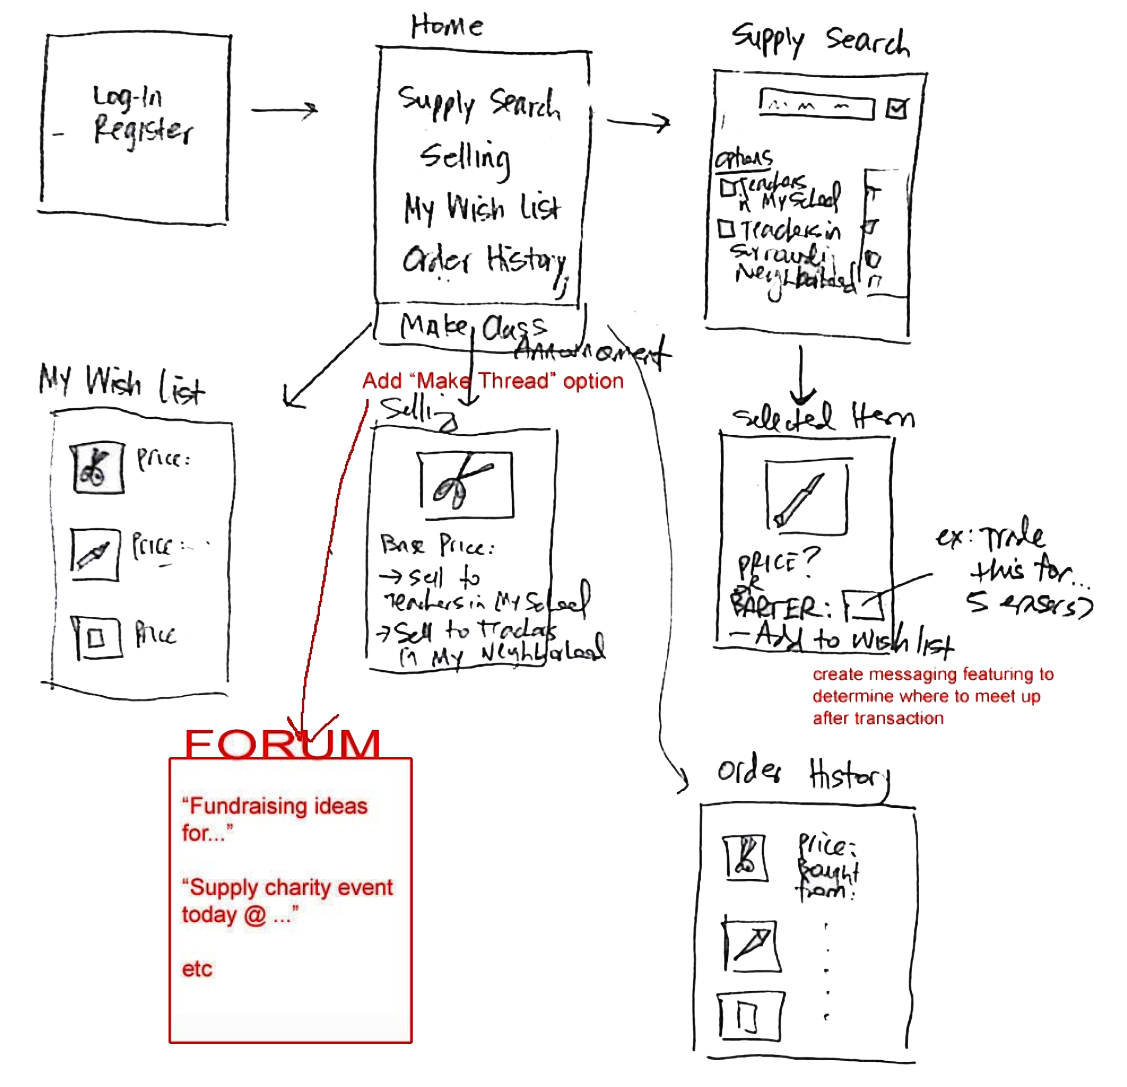 Log-In
- Register
Home
Supply Search
Selling
My Wish List
Order History
Make Class
Announcement
Add “Make Thread” option
Supply Search
Options
Teachers
in My School
Teachers in
Surrounding
Neighborhood
My Wish List
Price:
Price:
Price
Selling
Base Price:
→ Sell to
Teachers in My School
→ Sell to Teachers
in My Neighborhood
Selected Item
PRICE?
OR
BARTER:
- Add to Wish list
ex: Trade
this for...
5 erasers?
create messaging featuring to
determine where to meet up
after transaction
FORUM
“Fundraising ideas
for...”
“Supply charity event
today @ ...”
etc
Order History
Price:
Bought
from: